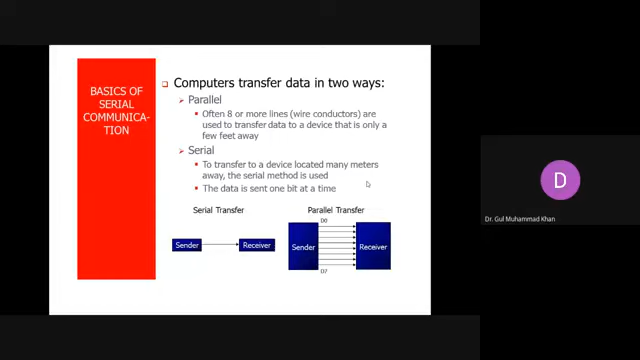 BASICS OF
SERIAL
COMMUNICA-
TION
Computers transfer data in two ways:
Parallel
Often 8 or more lines (wire conductors) are
used to transfer data to a device that is only a
few feet away
Serial
To transfer to a device located many meters
away, the serial method is used
The data is sent one bit at a time
Serial Transfer
Sender
Receiver
Parallel Transfer
D0
Sender
Receiver
D7
D
Dr. Gul Muhammad Khan